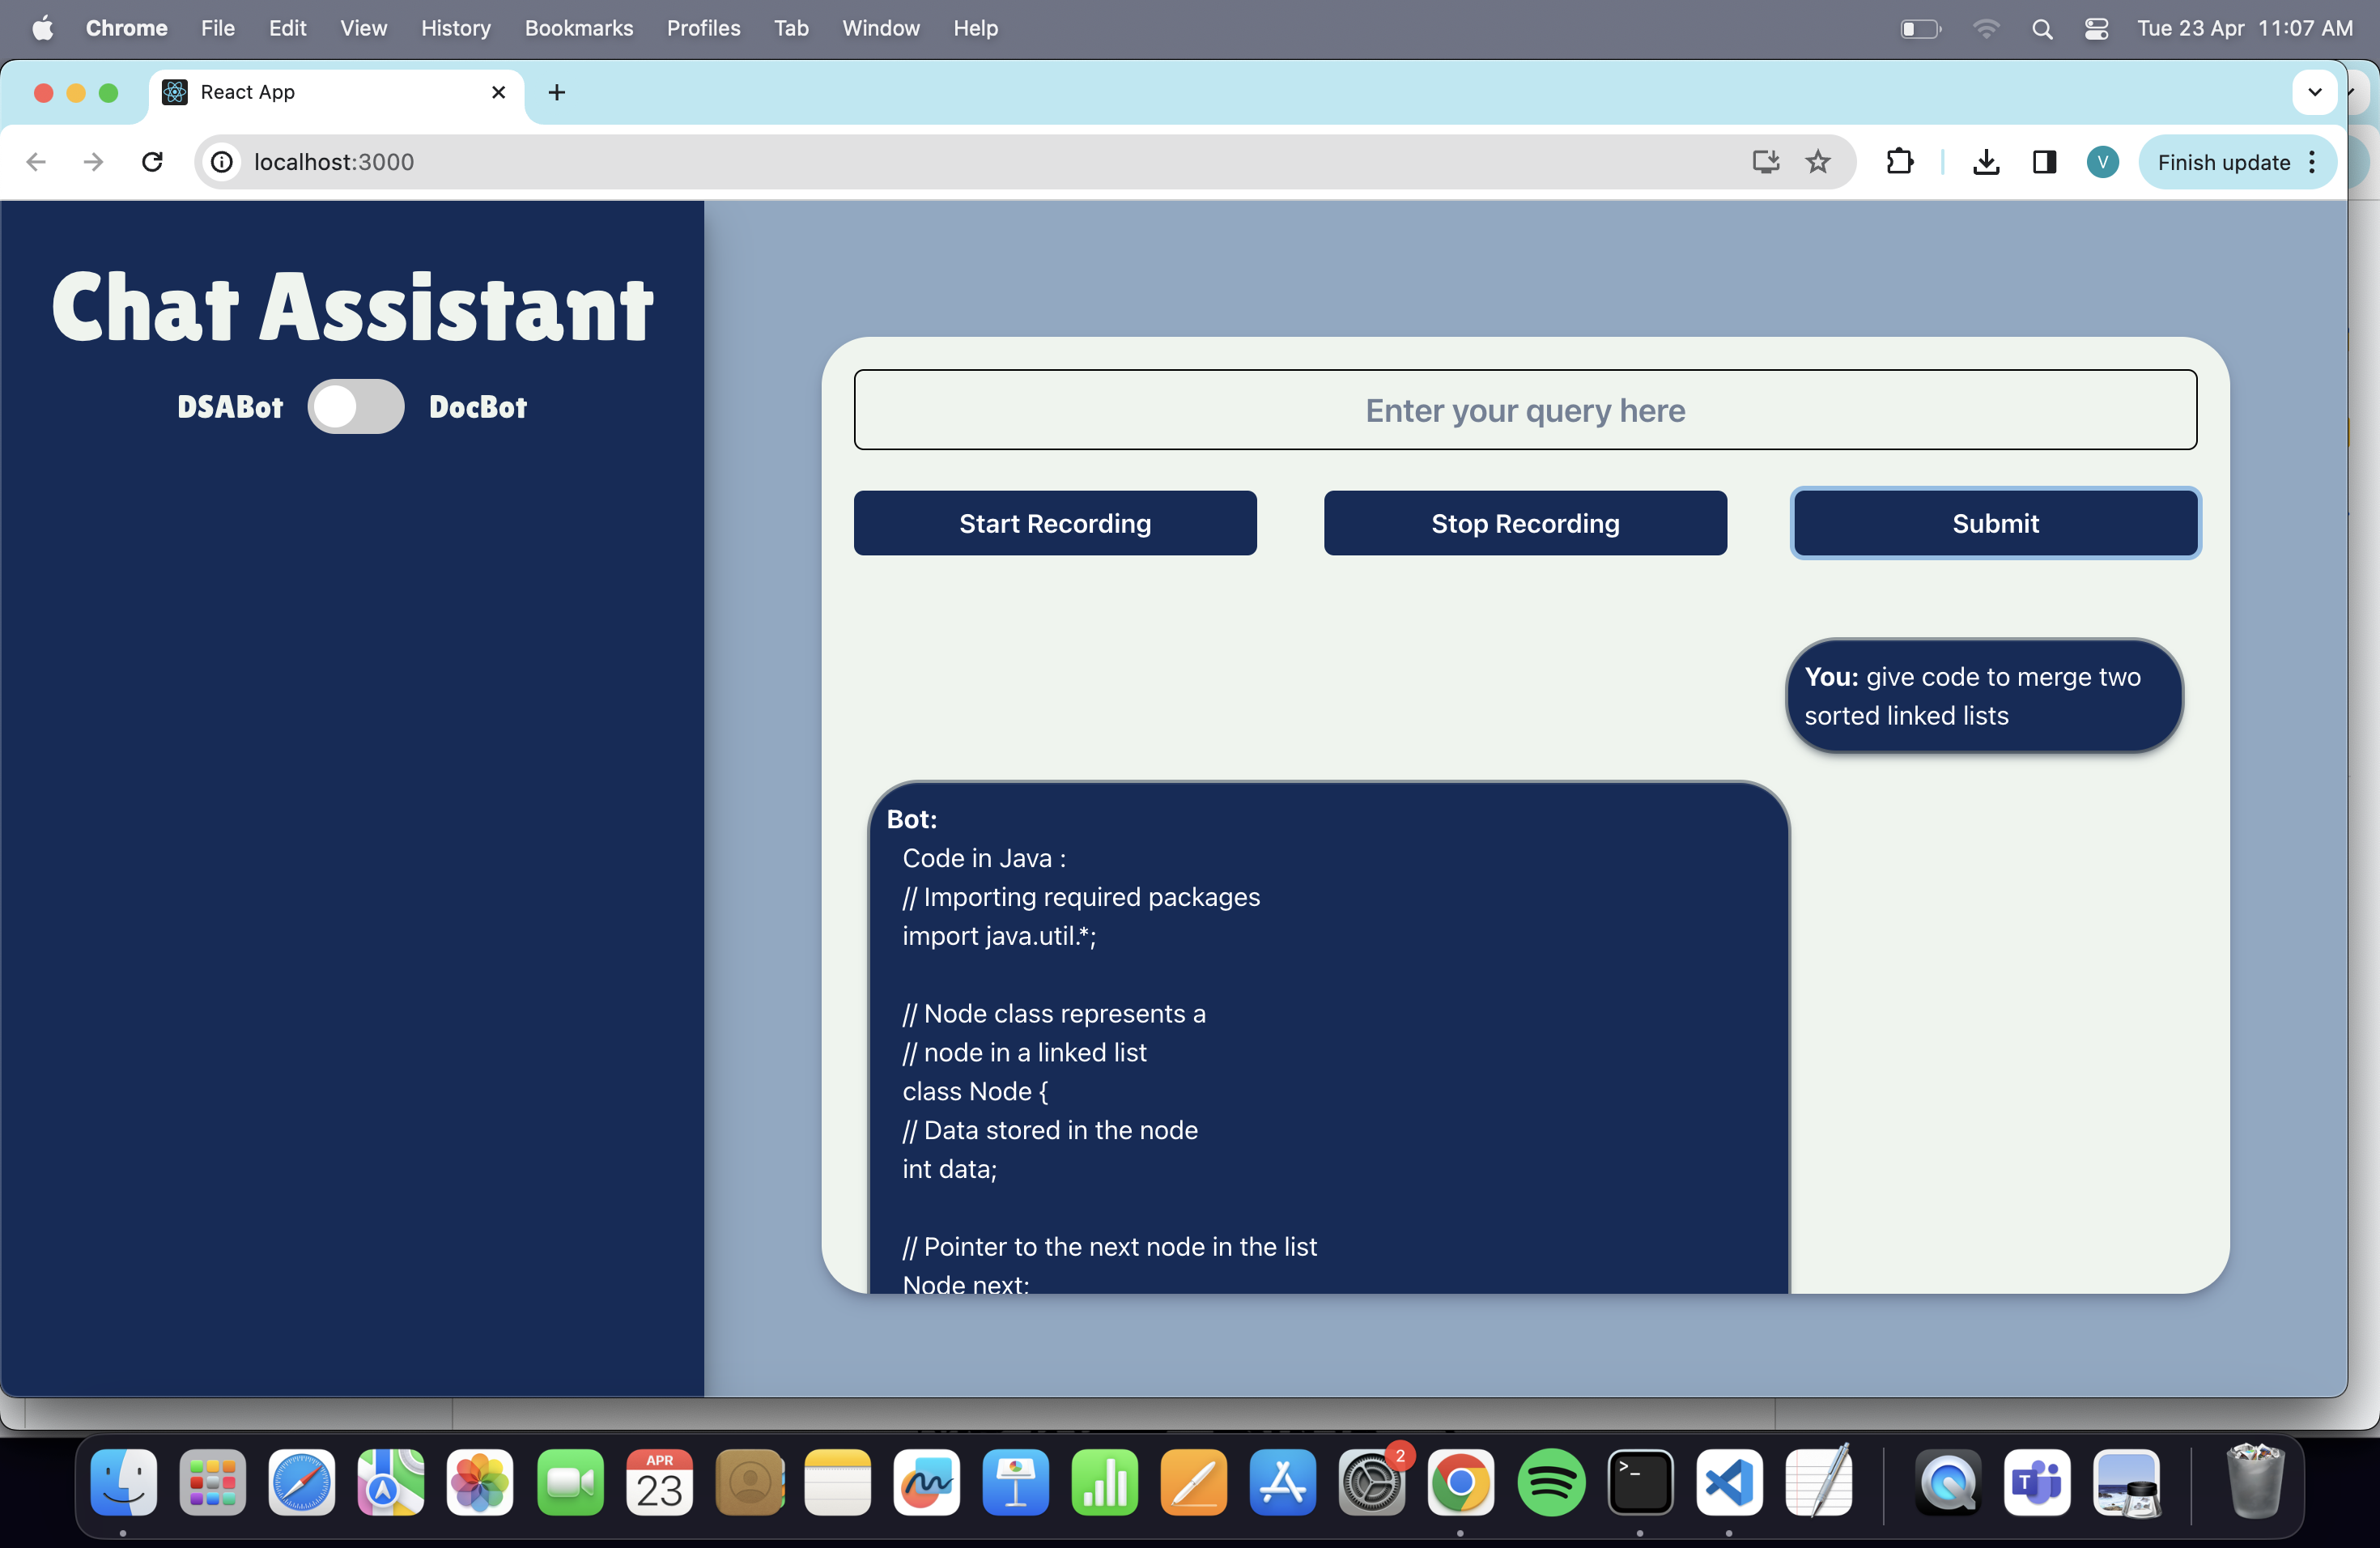 Chrome File Edit View History Bookmarks Profiles Tab Window Help Tue 23 Apr 11:07 AM
React App
localhost:3000 V Finish update
Chat Assistant
DSABot DocBot
Enter your query here
Start Recording Stop Recording Submit
You: give code to merge two
sorted linked lists
Bot:
Code in Java :
// Importing required packages
import java.util.*;
// Node class represents a
// node in a linked list
class Node {
// Data stored in the node
int data;
// Pointer to the next node in the list
Node next;
APR
23
2
>_
T